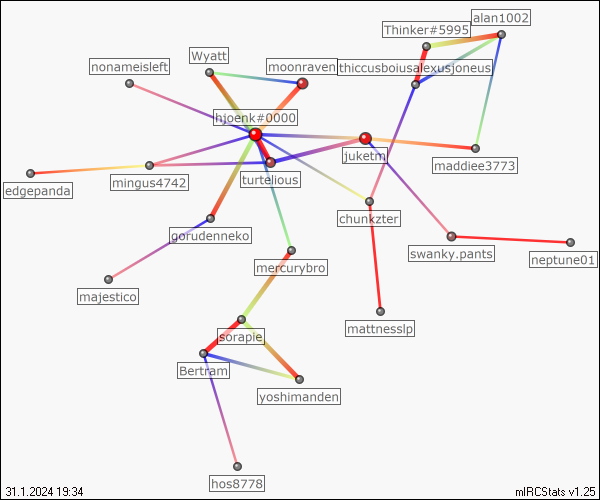 alan1002
Thinker#5995
Wyatt
nonameisleft
moonraven
thiccusboiusalexusjoneus
hjoenk#0000
juketm
maddiee3773
edgepanda
mingus4742
turtelious
chunkzter
gorudenneko
swanky.pants
neptune01
mercurybro
majestico
mattnesslp
sorapie.
Bertram
yoshimanden
hos8778
31.1.2024 19:34
mIRCStats v1.25